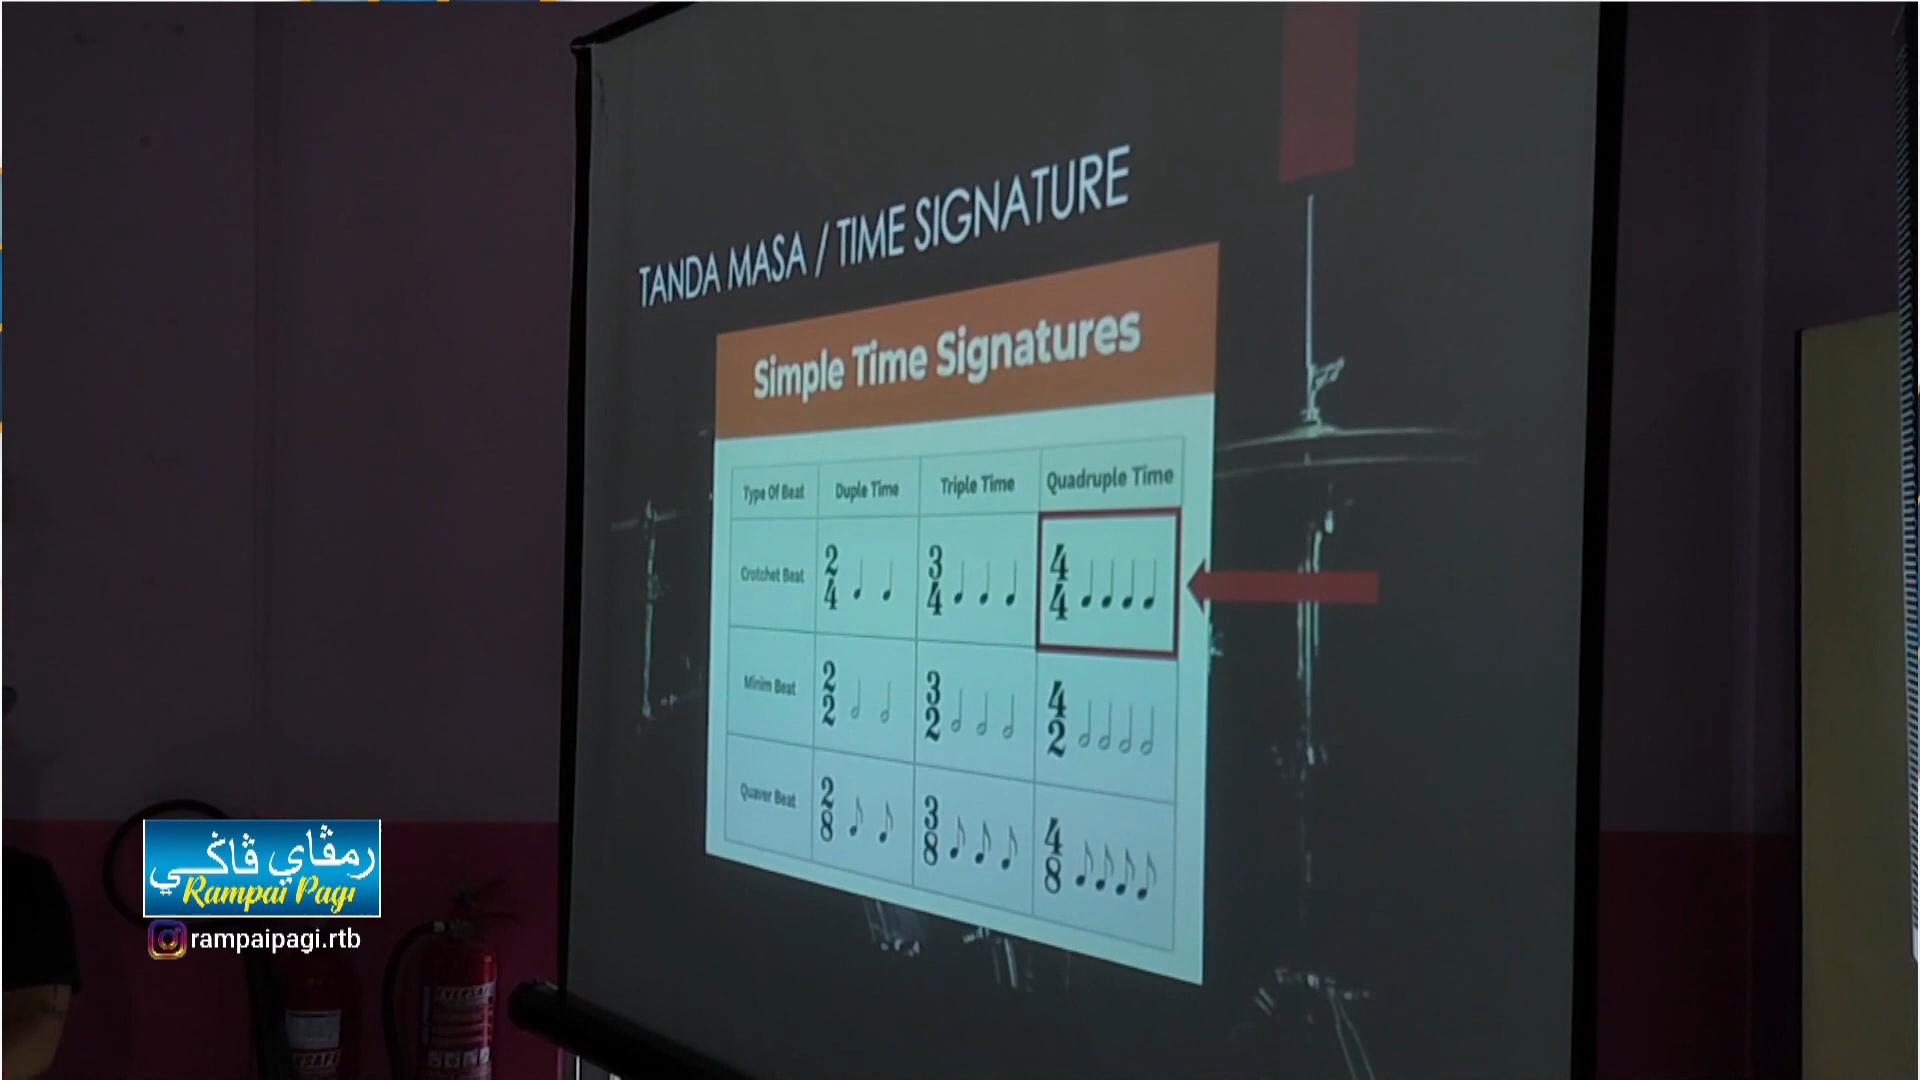 TANDA MASA / TIME SIGNATURE
Simple Time Signatures
Type Of Beat Duple Time Triple Time Quadruple Time
Crotchet Beat 2/4 3/4 4/4
Minim Beat 2/2 3/2 4/2
Quaver Beat 2/8 3/8 4/8
رمڤاي ڤاݢي
Rampai Pagi
rampaipagi.rtb